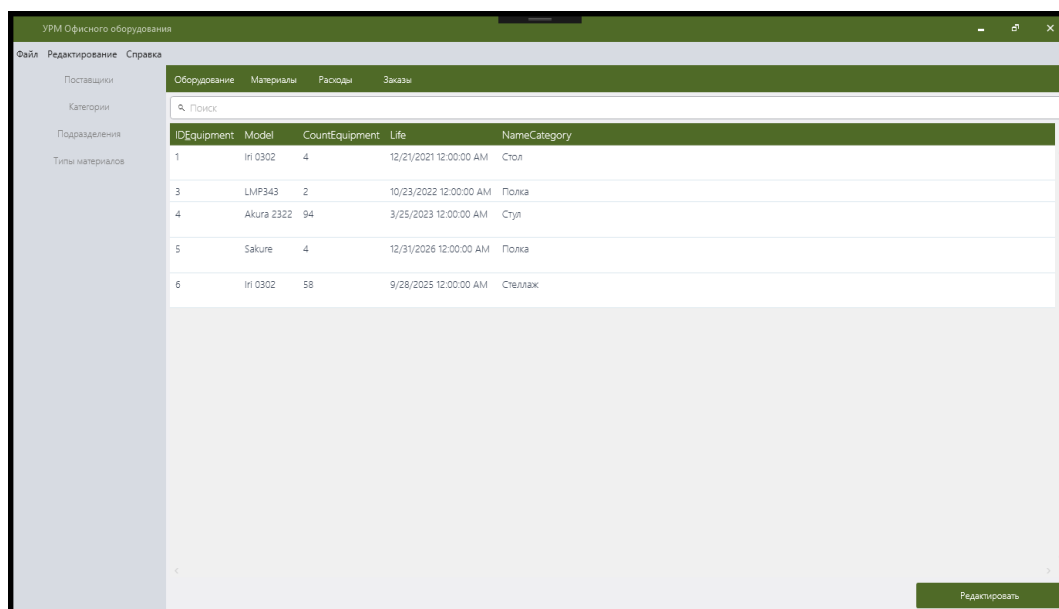 УРМ Офисного оборудования
Файл Редактирование Справка
Поставщики
Категории
Подразделения
Типы материалов
Оборудование Материалы Расходы Заказы
Поиск
IDEquipment Model CountEquipment Life NameCategory
1 Iri 0302 4 12/21/2021 12:00:00 AM Стол
3 LMP343 2 10/23/2022 12:00:00 AM Полка
4 Akura 2322 94 3/25/2023 12:00:00 AM Стул
5 Sakure 4 12/31/2026 12:00:00 AM Полка
6 Iri 0302 58 9/28/2025 12:00:00 AM Стеллаж
Редактировать